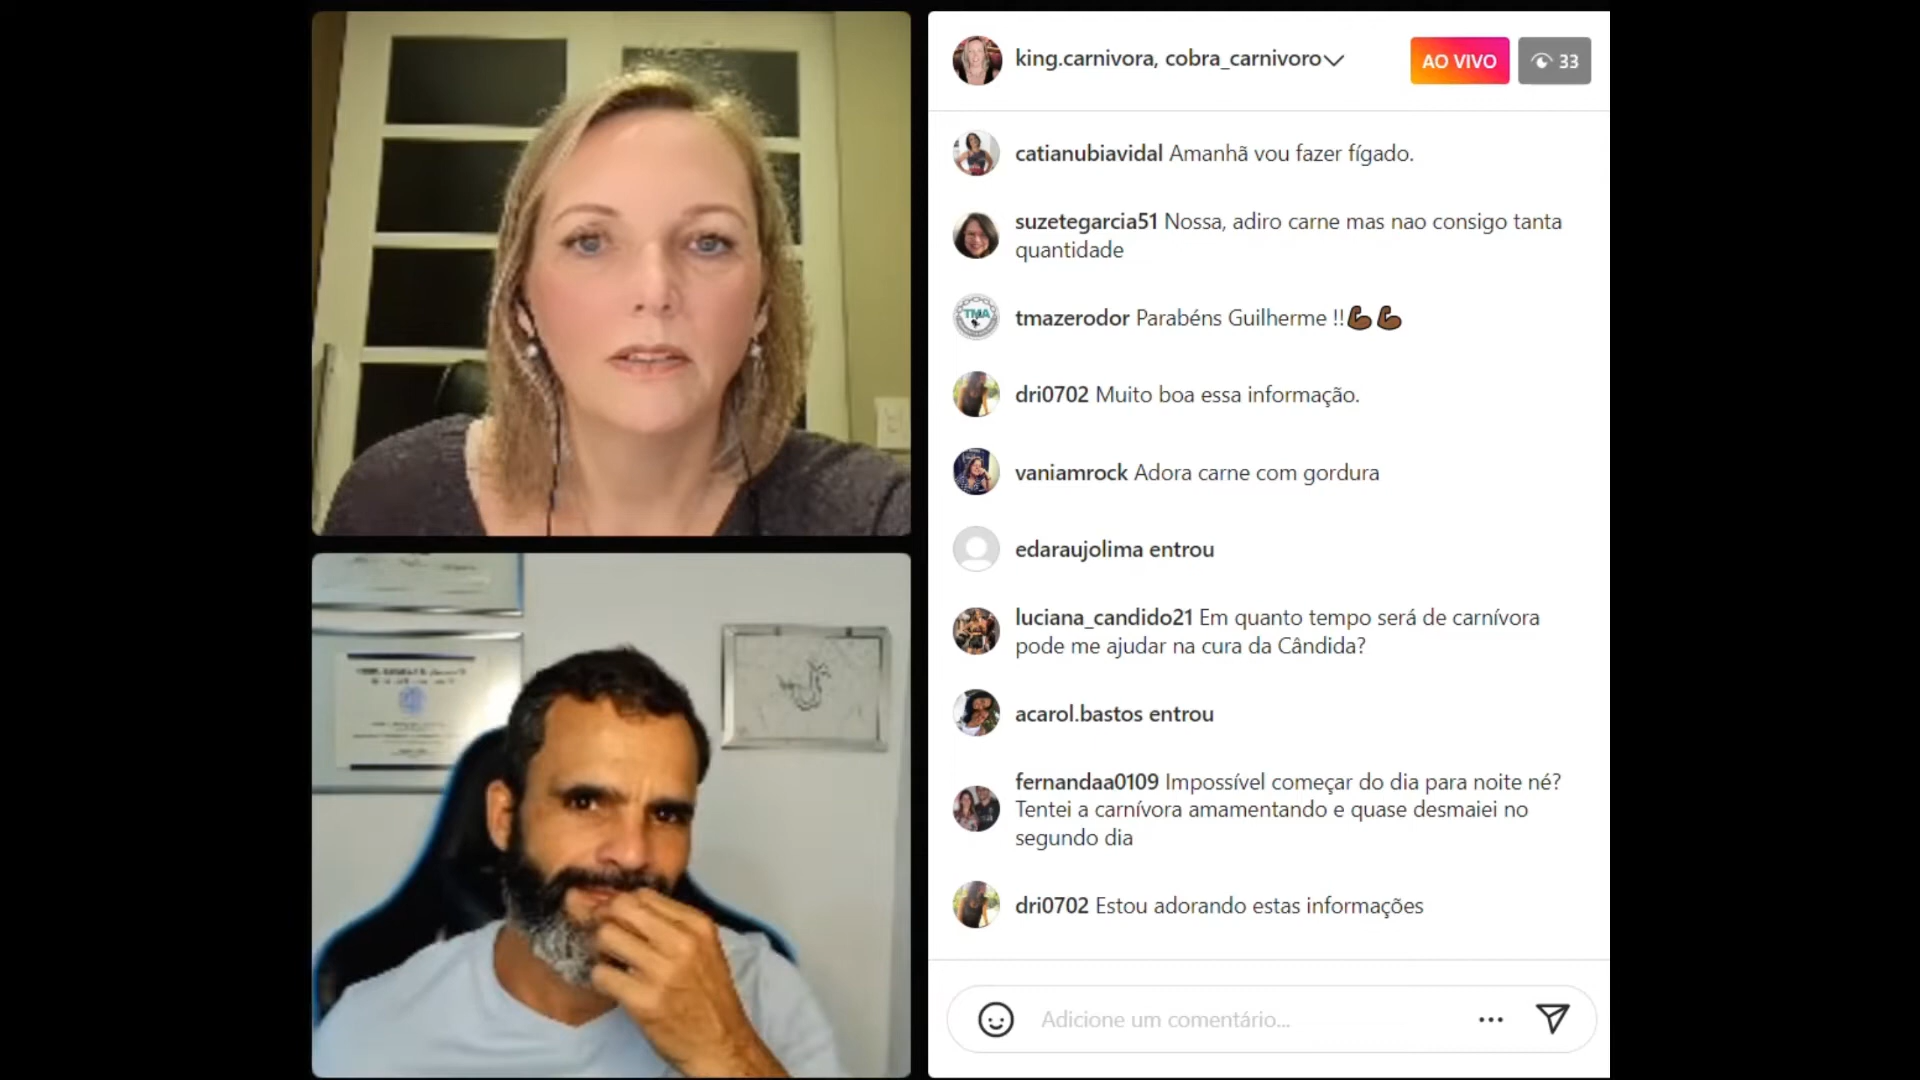 king.carnivora, cobra_carnivoro
AO VIVO
33
catianubiavidal Amanhã vou fazer fígado.
suzetegarcia51 Nossa, adiro carne mas nao consigo tanta
quantidade
TMA
tmazerodor Parabéns Guilherme !!💪🏿💪🏿
dri0702 Muito boa essa informação.
vaniamrock Adora carne com gordura
edaraujolima entrou
luciana_candido21 Em quanto tempo será de carnívora
pode me ajudar na cura da Cândida?
acarol.bastos entrou
fernandaa0109 Impossível começar do dia para noite né?
Tentei a carnívora amamentando e quase desmaiei no
segundo dia
dri0702 Estou adorando estas informações
Adicione um comentário...